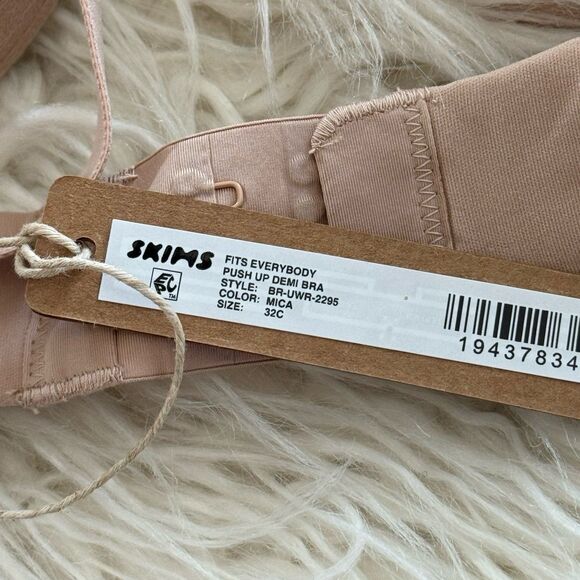 SKIMS
FITS EVERYBODY
PUSH UP DEMI BRA
STYLE: BR-UWR-2295
COLOR: MICA
SIZE: 32C
19437834